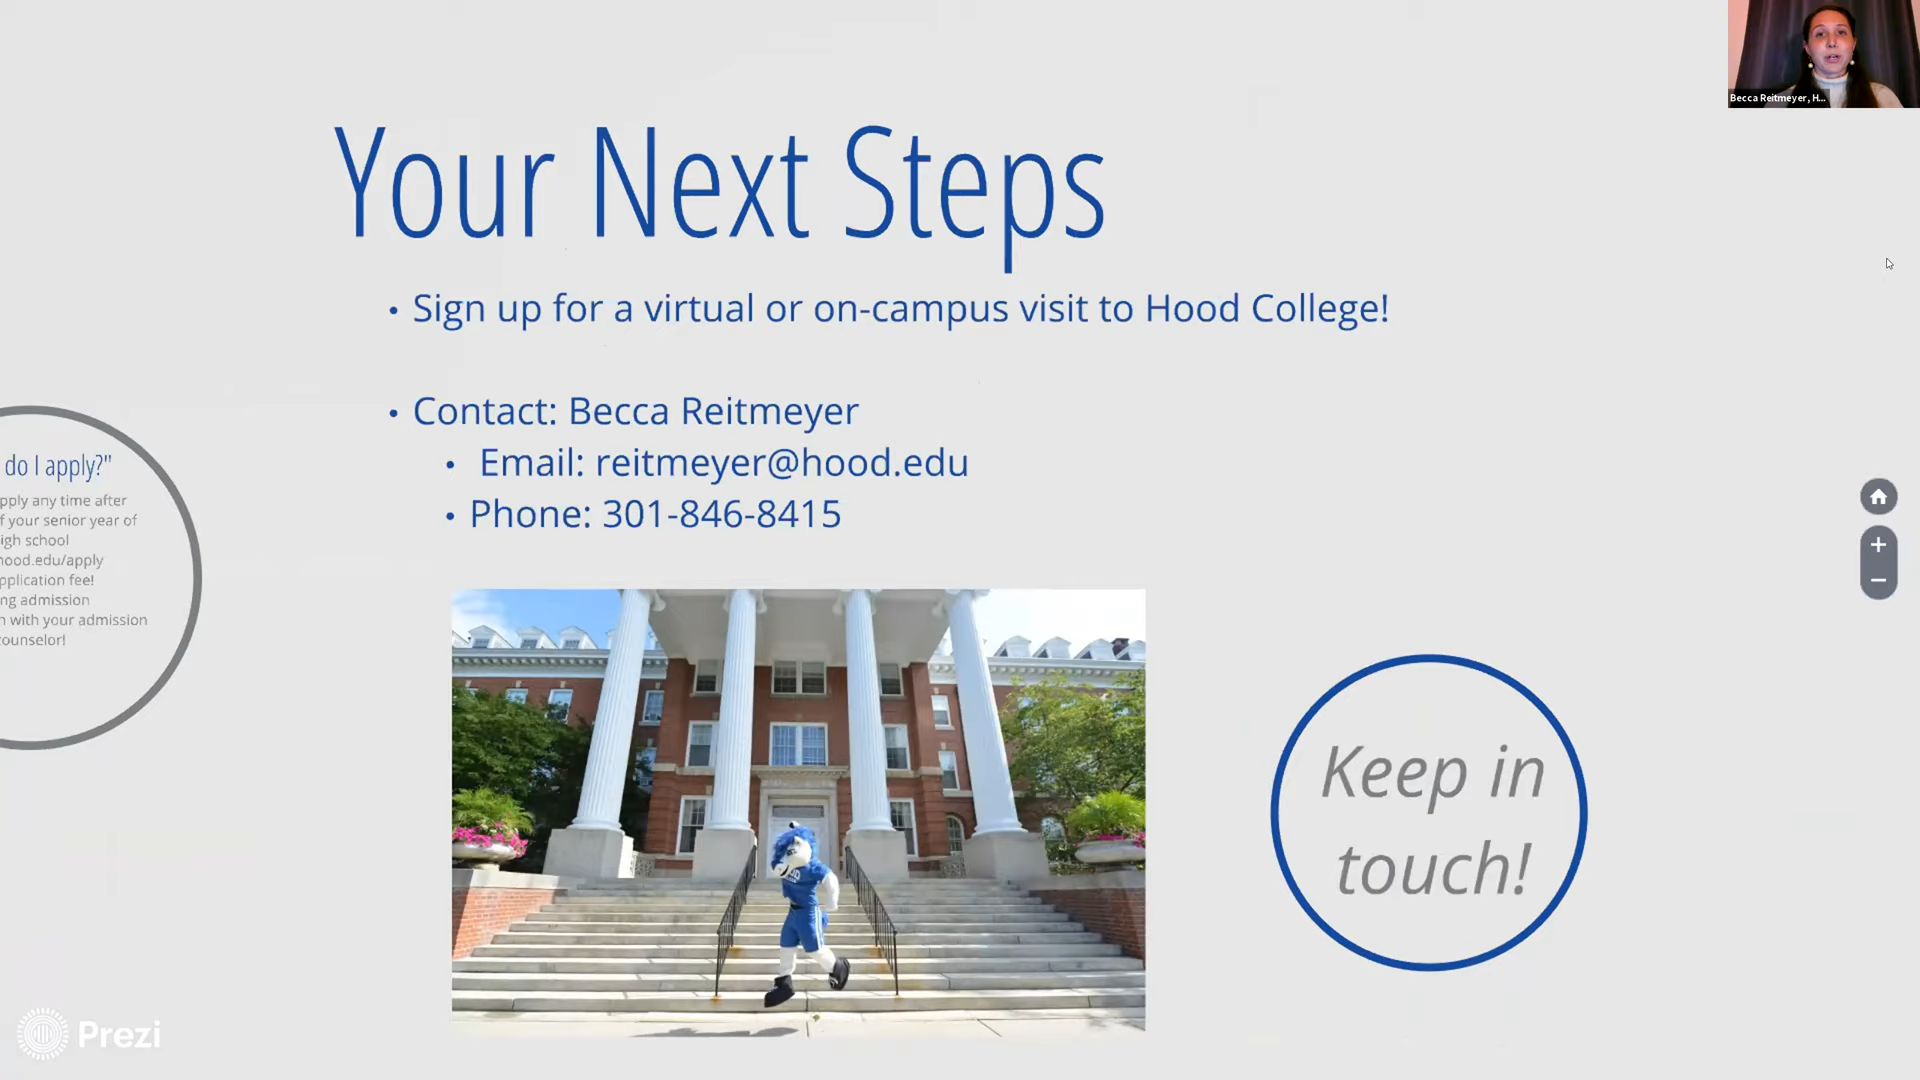 Becca Reitmeyer, H...
Your Next Steps
• Sign up for a virtual or on-campus visit to Hood College!
• Contact: Becca Reitmeyer
• Email: reitmeyer@hood.edu
• Phone: 301-846-8415
do I apply?"
pply any time after
f your senior year of
igh school
hood.edu/apply
pplication fee!
ng admission
n with your admission
ounselor!
Keep in
touch!
Prezi